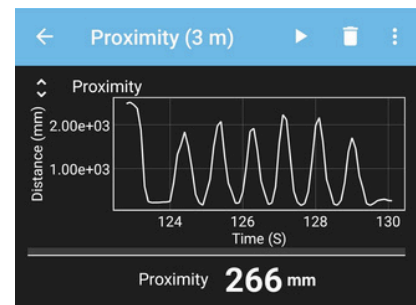 Proximity (3 m)
Proximity
Distance (mm)
2.00e+03
1.00e+03
124 126 128 130
Time (S)
Proximity 266 mm